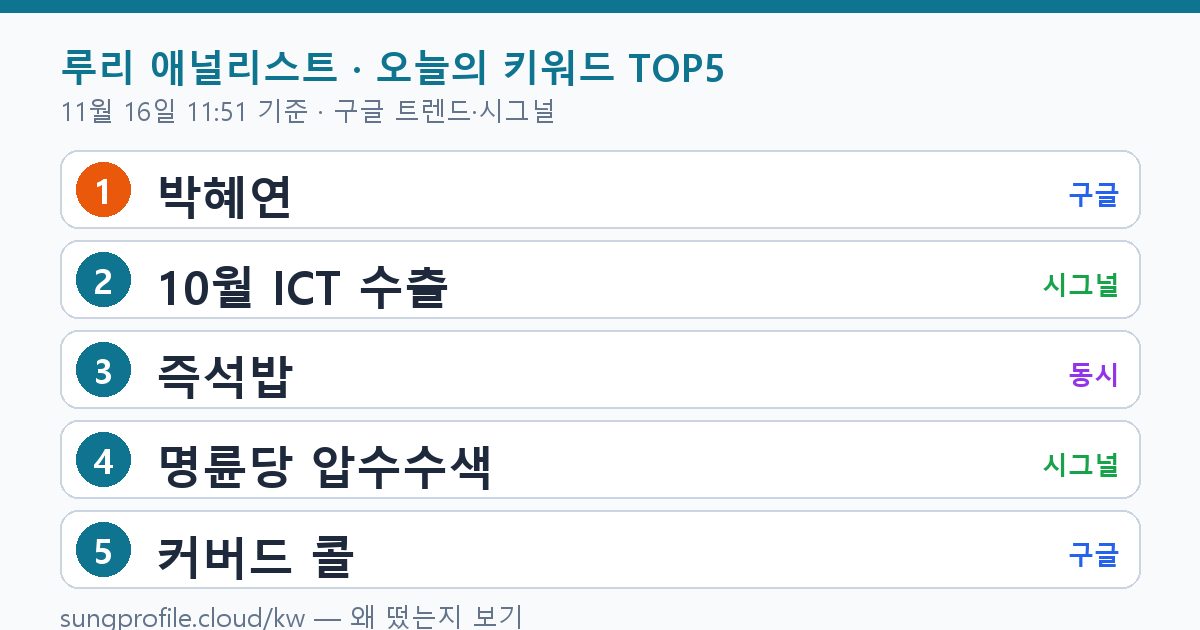 루리 애널리스트 · 오늘의 키워드 TOP5
11월 16일 11:51 기준 · 구글 트렌드·시그널
1 박혜연 구글
2 10월 ICT 수출 시그널
3 즉석밥 동시
4 명륜당 압수수색 시그널
5 커버드 콜 구글
sungprofile.cloud/kw — 왜 떴는지 보기